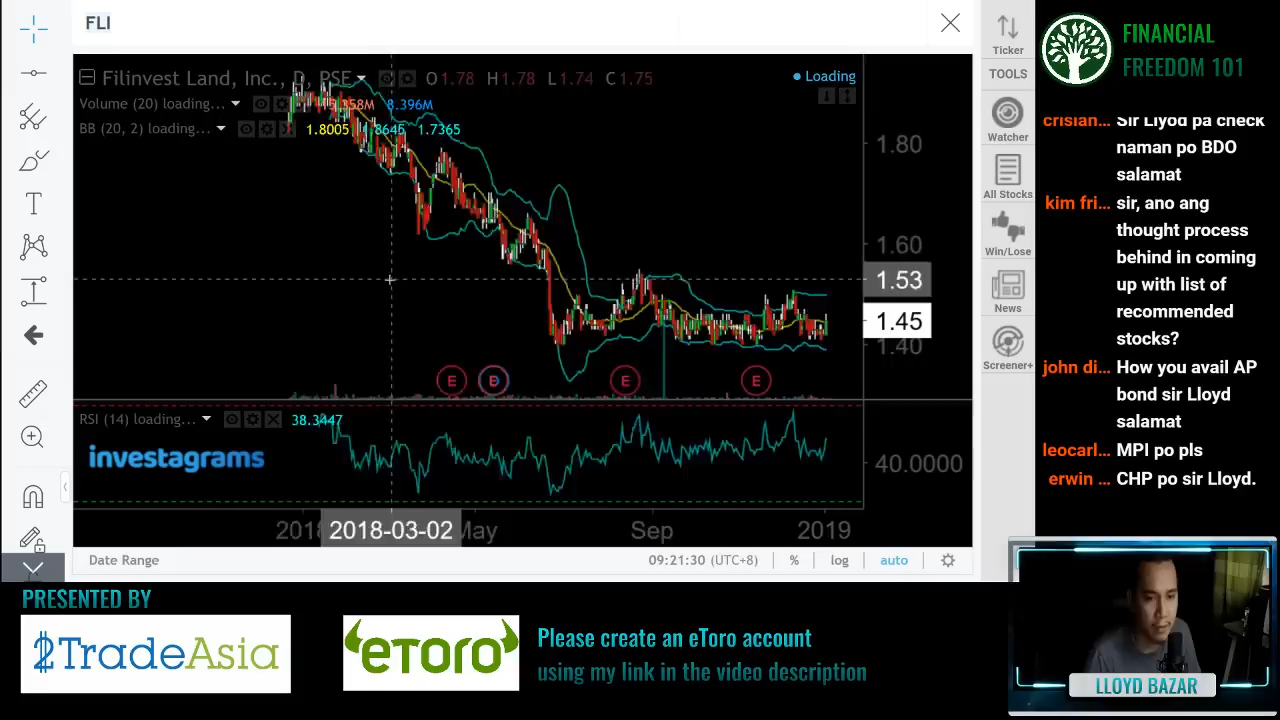 FLI
Filinvest Land, Inc., D, PSE
O1.78 H1.78 L1.74 C1.75
Loading
Volume (20) loading...
8.396M
BB (20, 2) loading...
1.8005
1.7365
1.80
1.60
1.53
1.45
1.40
E
E
E
RSI (14) loading...
38.3447
investagrams
40.0000
2018-03-02
May
Sep
2019
Date Range
09:21:30 (UTC+8)
%
log
auto
Ticker
TOOLS
Watcher
All Stocks
Win/Lose
News
Screener+
FINANCIAL
FREEDOM 101
crisian... Sir Llyod pa check
naman po BDO
salamat
kim fri... sir, ano ang
thought process
behind in coming
up with list of
recommended
stocks?
john di... How you avail AP
bond sir Lloyd
salamat
leocarl... MPI po pls
erwin ... CHP po sir Lloyd.
PRESENTED BY
2TradeAsia
eToro
Please create an eToro account
using my link in the video description
LLOYD BAZAR